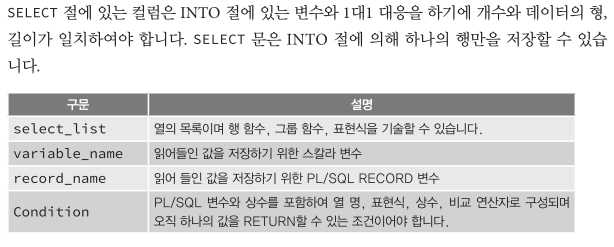 SELECT 절에 있는 컬럼은 INTO 절에 있는 변수와 1대1 대응을 하기에 개수와 데이터의 형,
길이가 일치하여야 합니다. SELECT 문은 INTO 절에 의해 하나의 행만을 저장할 수 있습
니다.
구문 설명
select_list 열의 목록이며 행 함수, 그룹 함수, 표현식을 기술할 수 있습니다.
variable_name 읽어들인 값을 저장하기 위한 스칼라 변수
record_name 읽어 들인 값을 저장하기 위한 PL/SQL RECORD 변수
Condition PL/SQL 변수와 상수를 포함하여 열 명, 표현식, 상수, 비교 연산자로 구성되며
오직 하나의 값을 RETURN할 수 있는 조건이어야 합니다.